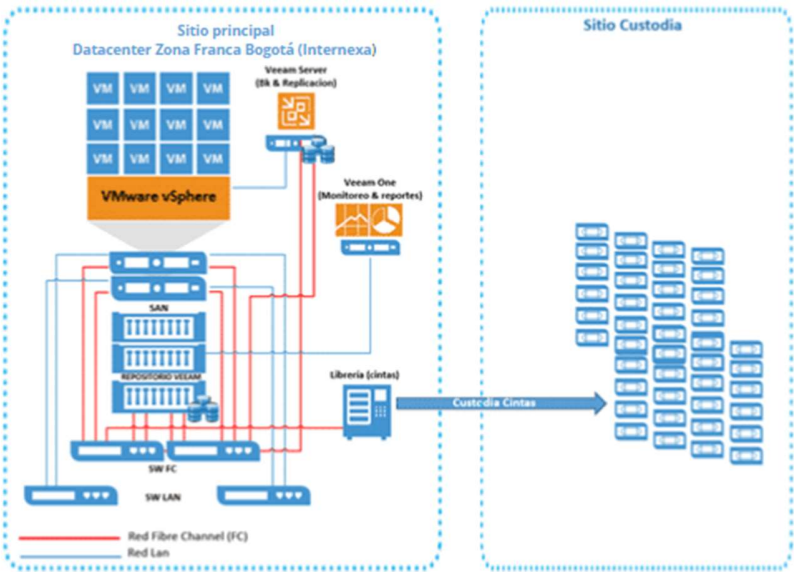 Sitio principal
Datacenter Zona Franca Bogotá (Internexa)
Sitio Custodia
Veeam Server
(Bk & Replicacion)
VM VM VM VM
VM VM VM VM
VM VM VM VM
VMware vSphere
Veeam One
(Monitoreo & reportes)
SAN
REPOSITORIO VEEAM
Libreria (cintas)
Custodia Cintas
SW FC
SW LAN
Red Fibre Channel (FC)
Red Lan